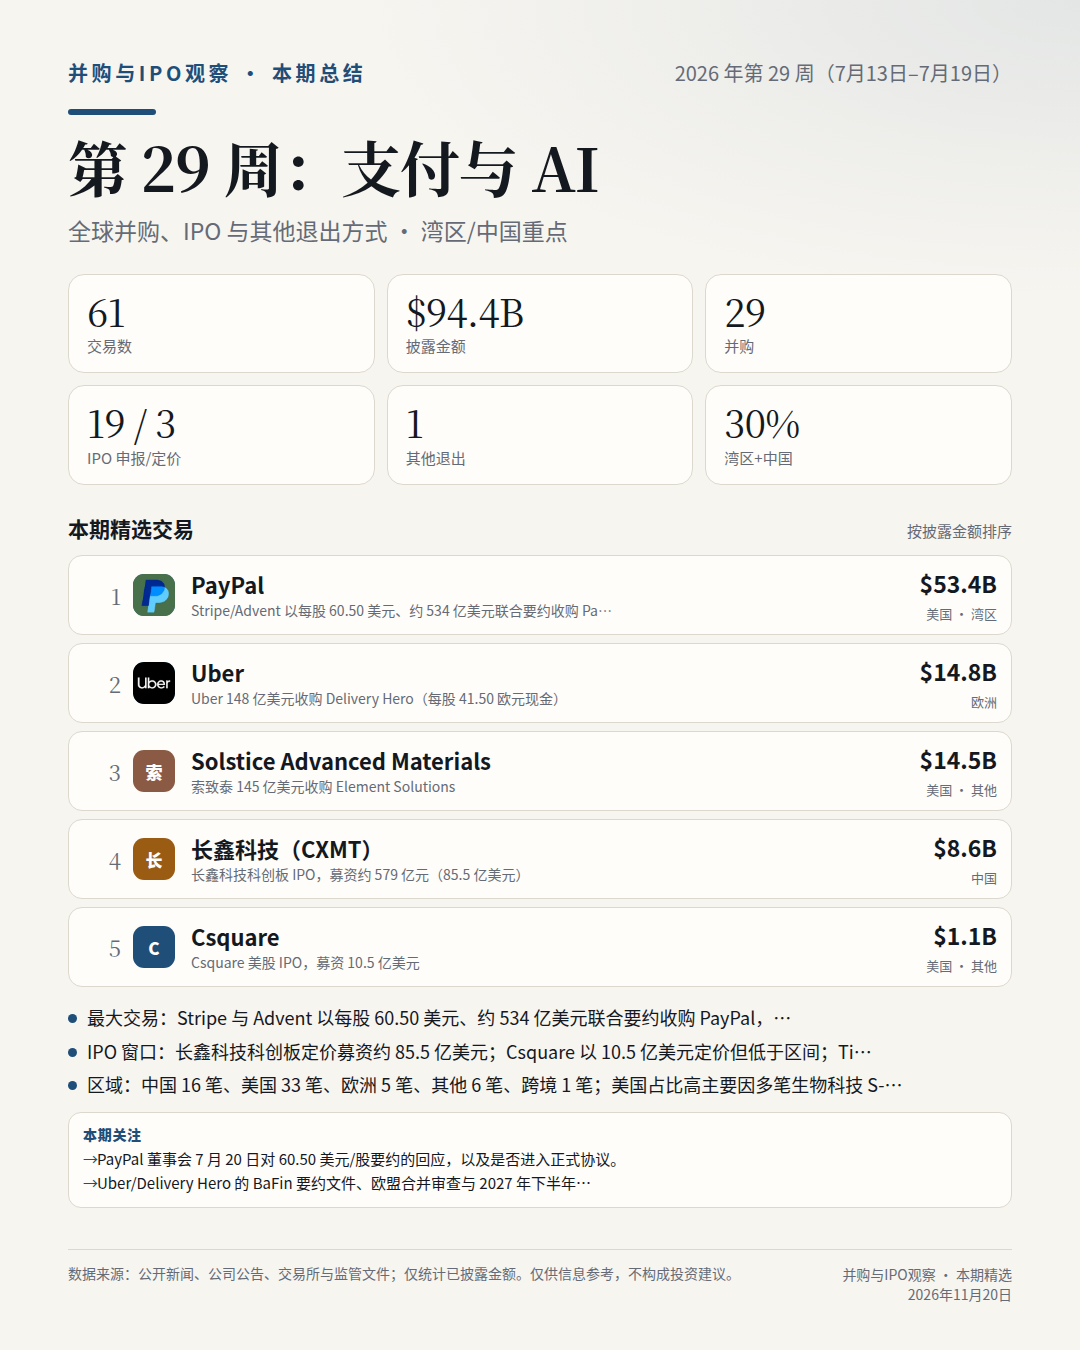 并购与IPO观察 · 本期总结
2026 年第 29 周（7月13日–7月19日）
第 29 周：支付与 AI
全球并购、IPO 与其他退出方式 · 湾区/中国重点
61
交易数
$94.4B
披露金额
29
并购
19 / 3
IPO 申报/定价
1
其他退出
30%
湾区+中国
本期精选交易
按披露金额排序
1
PayPal
Stripe/Advent 以每股 60.50 美元、约 534 亿美元联合要约收购 Pa…
$53.4B
美国 · 湾区
2
Uber
Uber
Uber 148 亿美元收购 Delivery Hero（每股 41.50 欧元现金）
$14.8B
欧洲
3
索
Solstice Advanced Materials
索致泰 145 亿美元收购 Element Solutions
$14.5B
美国 · 其他
4
长
长鑫科技（CXMT）
长鑫科技科创板 IPO，募资约 579 亿元（85.5 亿美元）
$8.6B
中国
5
C
Csquare
Csquare 美股 IPO，募资 10.5 亿美元
$1.1B
美国 · 其他
最大交易：Stripe 与 Advent 以每股 60.50 美元、约 534 亿美元联合要约收购 PayPal，…
IPO 窗口：长鑫科技科创板定价募资约 85.5 亿美元；Csquare 以 10.5 亿美元定价但低于区间；Ti…
区域：中国 16 笔、美国 33 笔、欧洲 5 笔、其他 6 笔、跨境 1 笔；美国占比高主要因多笔生物科技 S-…
本期关注
→PayPal 董事会 7 月 20 日对 60.50 美元/股要约的回应，以及是否进入正式协议。
→Uber/Delivery Hero 的 BaFin 要约文件、欧盟合并审查与 2027 年下半年…
数据来源：公开新闻、公司公告、交易所与监管文件；仅统计已披露金额。仅供信息参考，不构成投资建议。
并购与IPO观察 · 本期精选
2026年11月20日